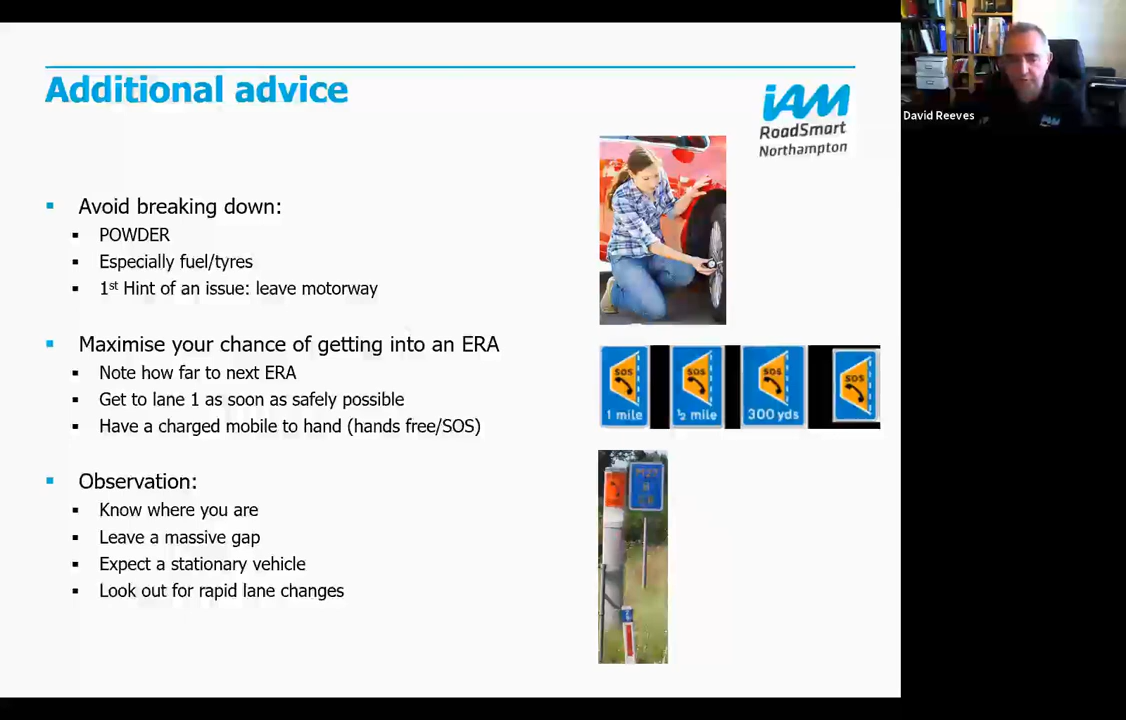 Additional advice
iAM
RoadSmart
Northampton
David Reeves
Avoid breaking down:
POWDER
Especially fuel/tyres
1st Hint of an issue: leave motorway
Maximise your chance of getting into an ERA
Note how far to next ERA
Get to lane 1 as soon as safely possible
Have a charged mobile to hand (hands free/SOS)
SOS SOS SOS SOS
1 mile ½ mile 300 yds
Observation:
Know where you are
Leave a massive gap
Expect a stationary vehicle
Look out for rapid lane changes